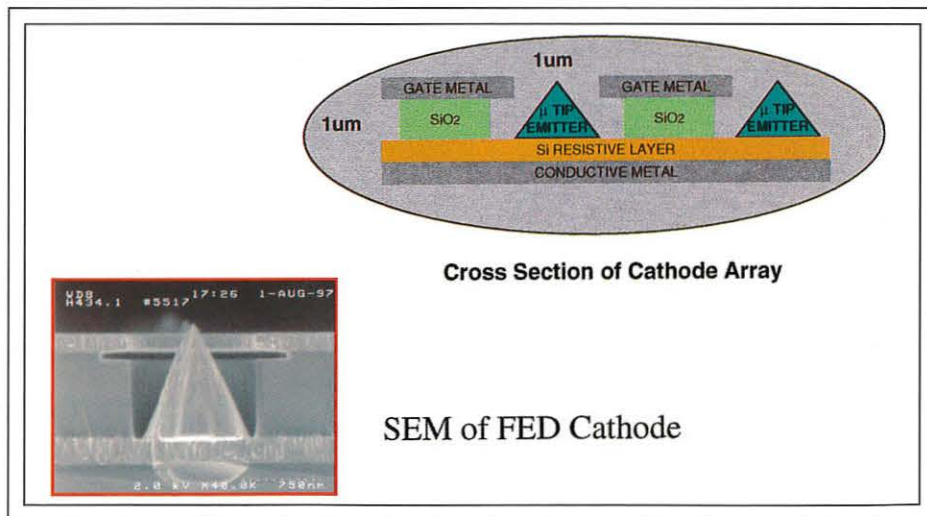 1um
GATE METAL
GATE METAL
1um
SiO2
μ TIP
EMITTER
SiO2
μ TIP
EMITTER
Si RESISTIVE LAYER
CONDUCTIVE METAL
Cross Section of Cathode Array
WD8 17:26 1-AUG-97
H434.1 #5517
SEM of FED Cathode
2.0 kV X40.0K 750nm